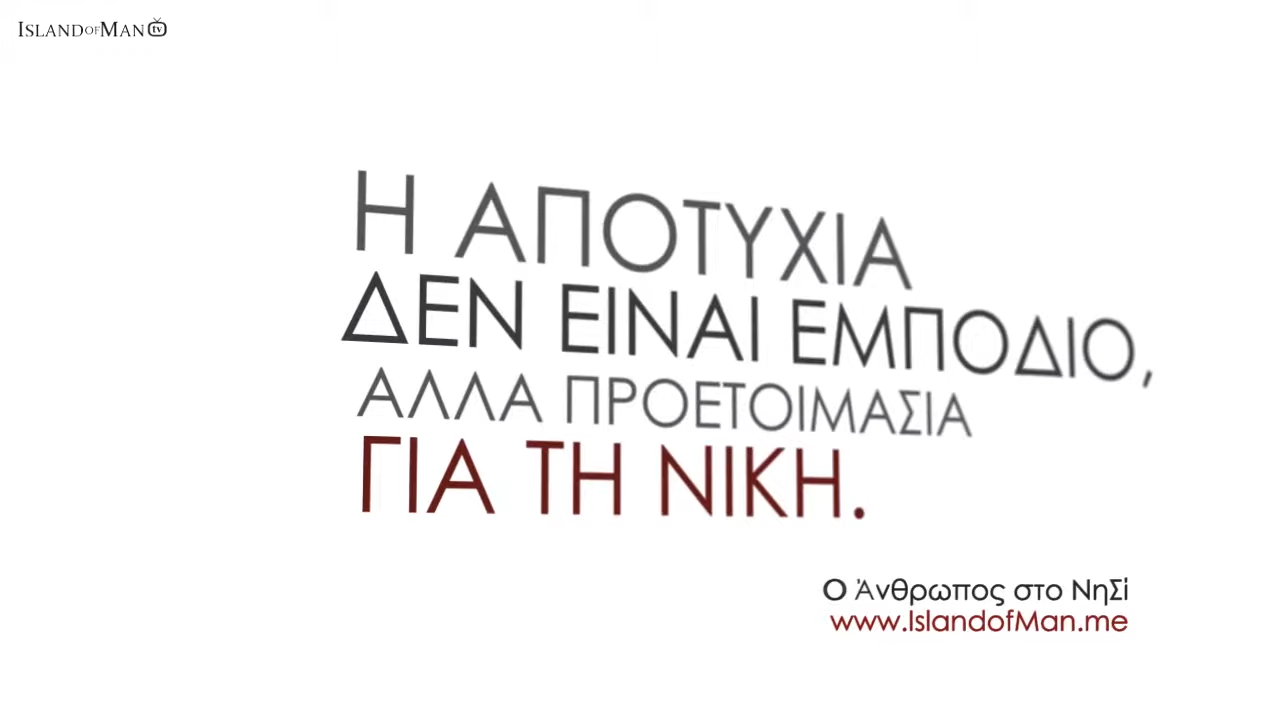 ISLANDOFMAN tv
Η ΑΠΟΤΥΧΙΑ
ΔΕΝ ΕΙΝΑΙ ΕΜΠΟΔΙΟ,
ΑΛΛΑ ΠΡΟΕΤΟΙΜΑΣΙΑ
ΓΙΑ ΤΗ ΝΙΚΗ.
Ο Άνθρωπος στο ΝηΣί
www.IslandofMan.me